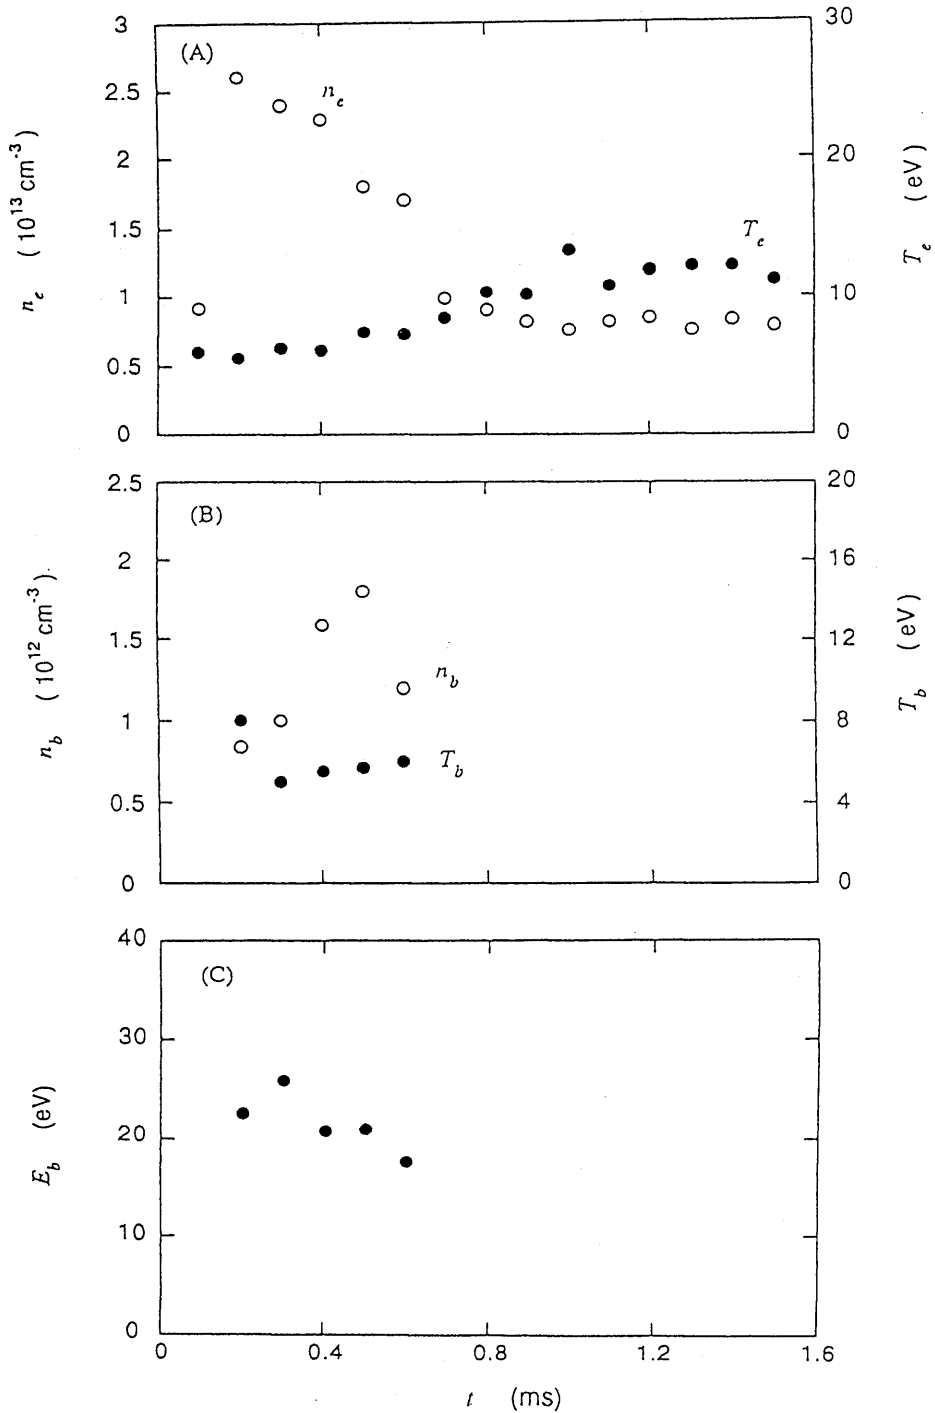 3 30
(A)
2.5 n_e
n_e (10^13 cm^-3) 2 20 T_e (eV)
1.5 T_e
1 10
0.5
0 0
2.5 20
(B)
2 16
n_b (10^12 cm^-3) 1.5 12 T_b (eV)
n_b
1 8
T_b
0.5 4
0 0
40
(C)
30
E_b (eV) 20
10
0
0 0.4 0.8 1.2 1.6
t (ms)